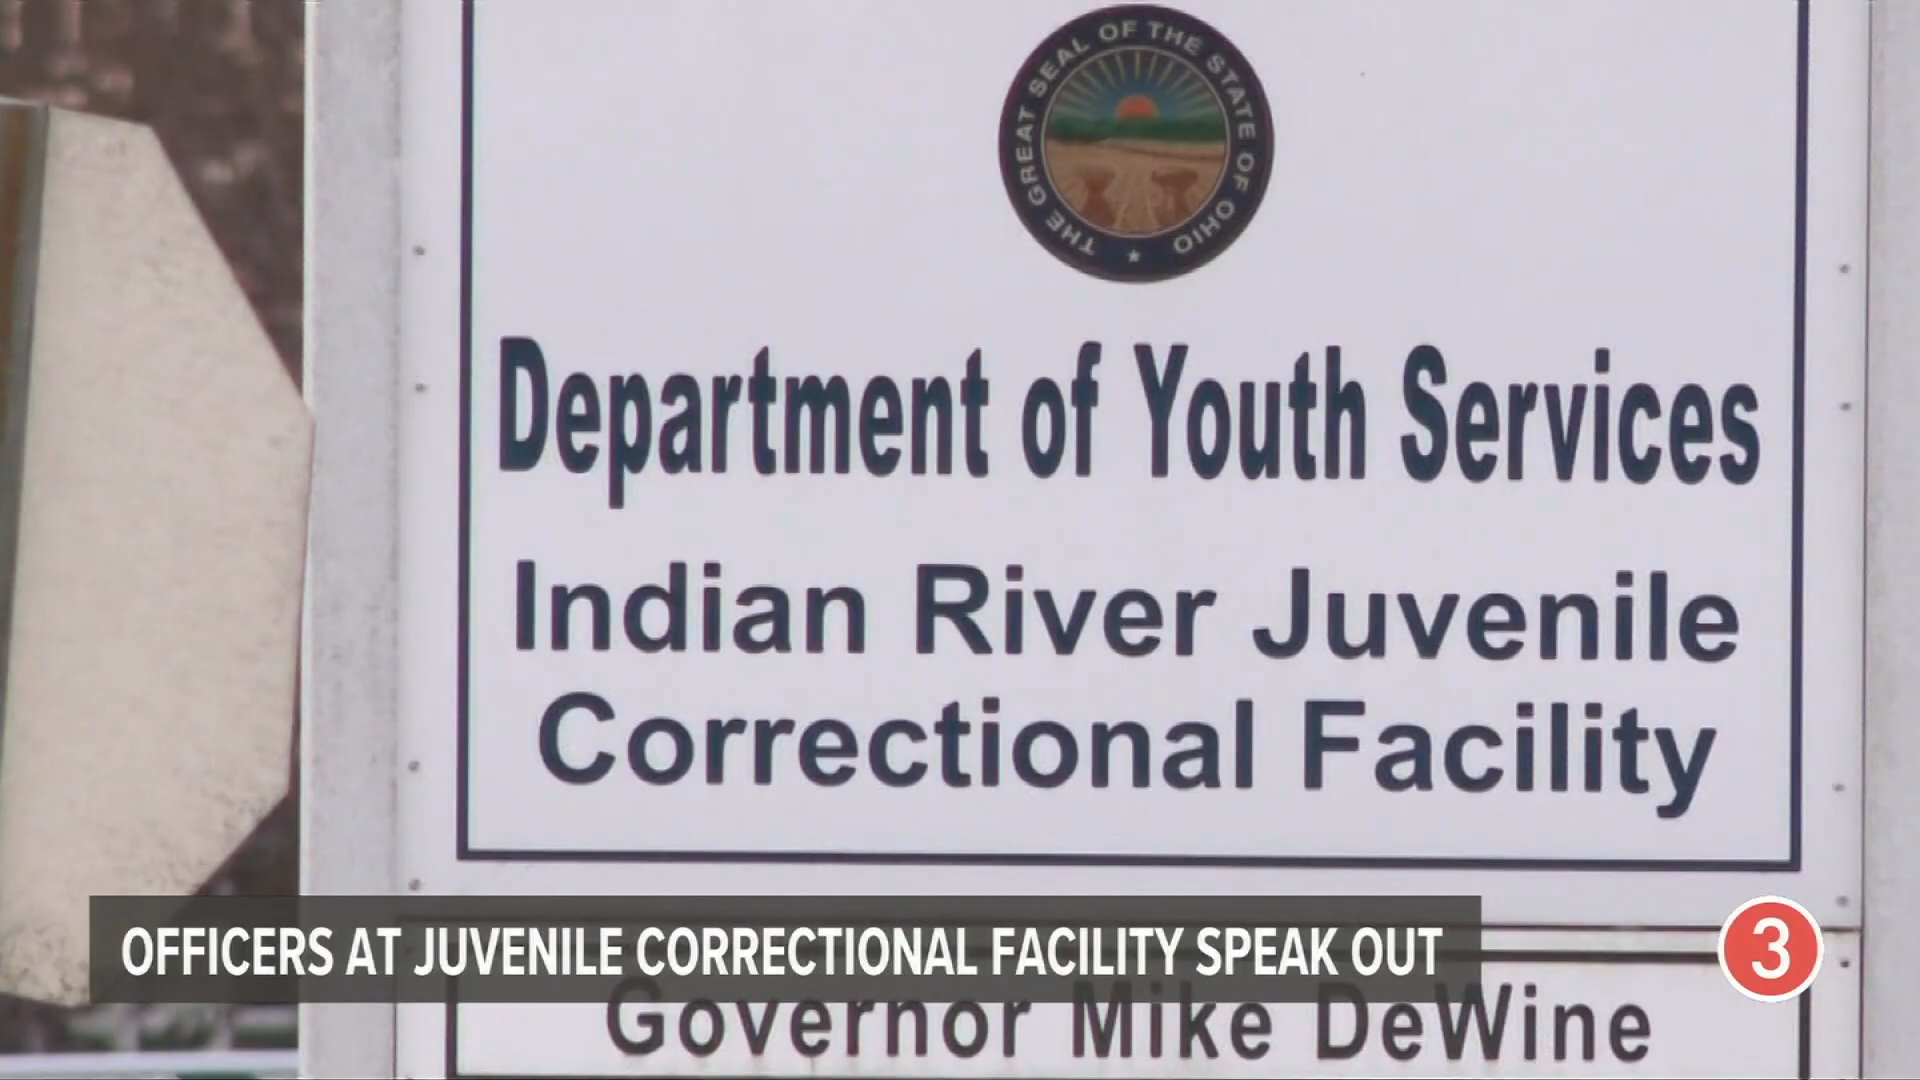 THE GREAT SEAL OF THE STATE OF OHIO
Department of Youth Services
Indian River Juvenile
Correctional Facility
OFFICERS AT JUVENILE CORRECTIONAL FACILITY SPEAK OUT
3
Governor Mike DeWine